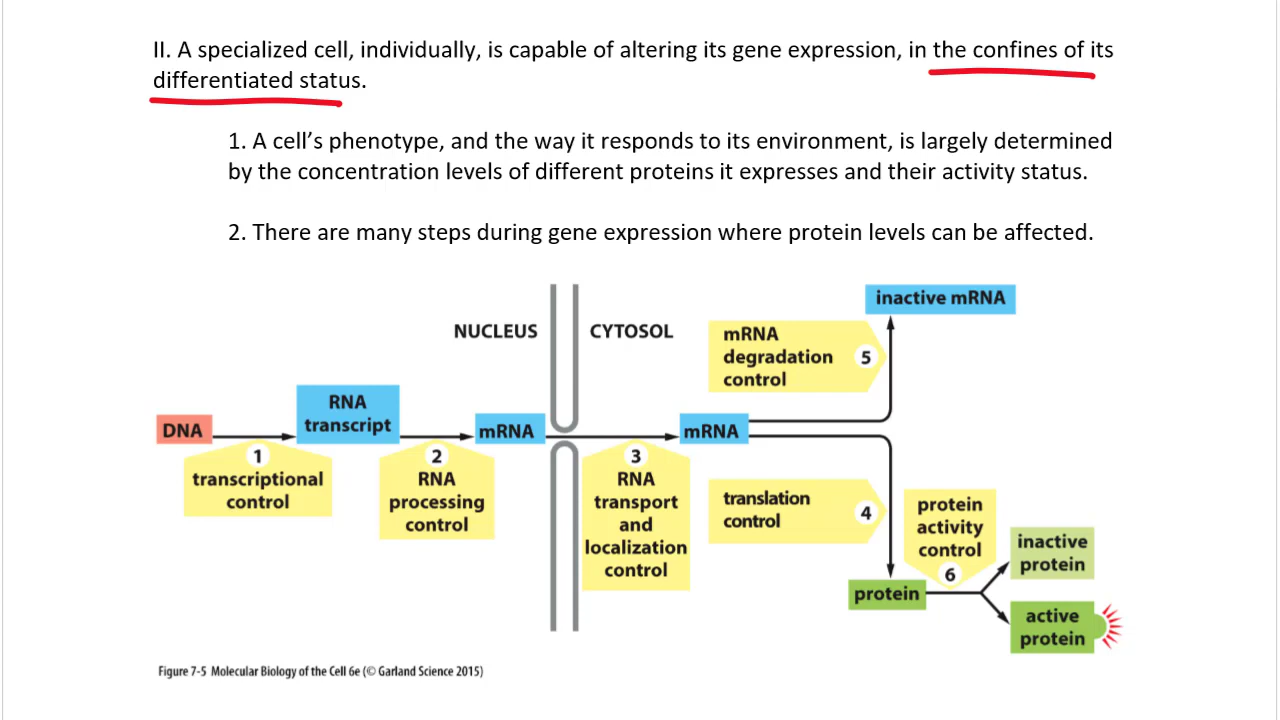 II. A specialized cell, individually, is capable of altering its gene expression, in the confines of its
differentiated status.
1. A cell’s phenotype, and the way it responds to its environment, is largely determined
by the concentration levels of different proteins it expresses and their activity status.
2. There are many steps during gene expression where protein levels can be affected.
NUCLEUS
CYTOSOL
DNA
1
transcriptional
control
RNA
transcript
2
RNA
processing
control
mRNA
3
RNA
transport
and
localization
control
mRNA
mRNA
degradation
control
5
inactive mRNA
translation
control
4
protein
protein
activity
control
6
inactive
protein
active
protein
Figure 7-5 Molecular Biology of the Cell 6e (© Garland Science 2015)